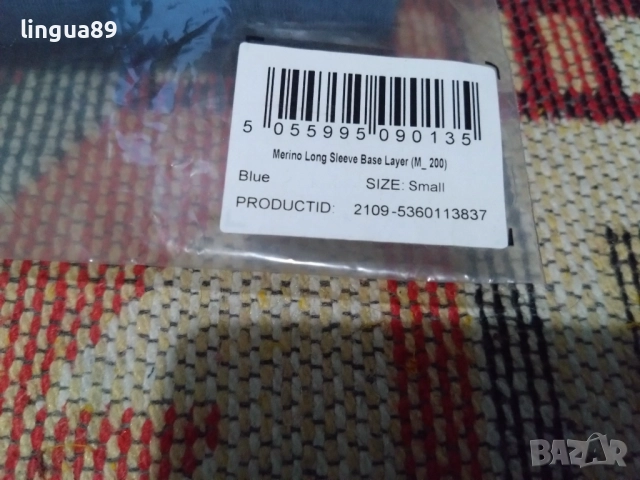 lingua89
5 055995 090135
Merino Long Sleeve Base Layer (M_ 200)
Blue SIZE: Small
PRODUCTID: 2109-5360113837
BAZAR